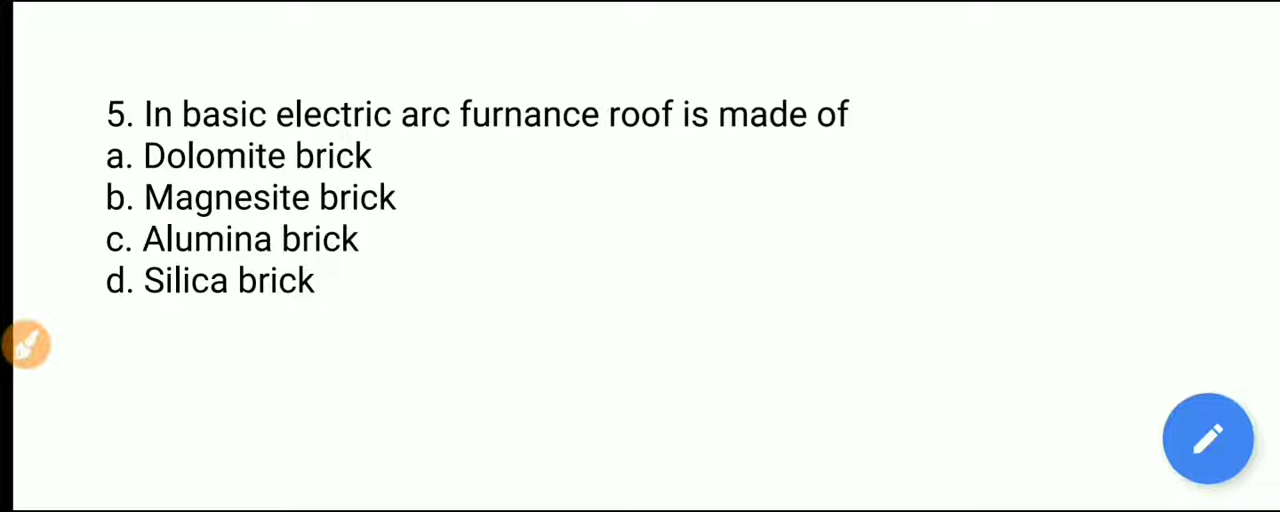 5. In basic electric arc furnance roof is made of
a. Dolomite brick
b. Magnesite brick
c. Alumina brick
d. Silica brick